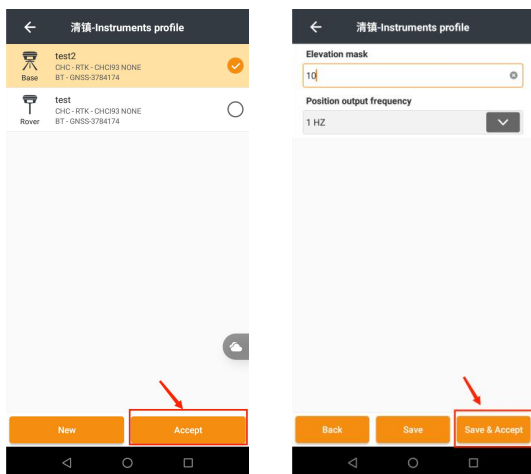 清镇-Instruments profile
test2
CHC - RTK - CHCI93 NONE
Base
BT - GNSS-3784174
test
CHC - RTK - CHCI93 NONE
Rover
BT - GNSS-3784174
New
Accept
清镇-Instruments profile
Elevation mask
10
Position output frequency
1 HZ
Back
Save
Save & Accept